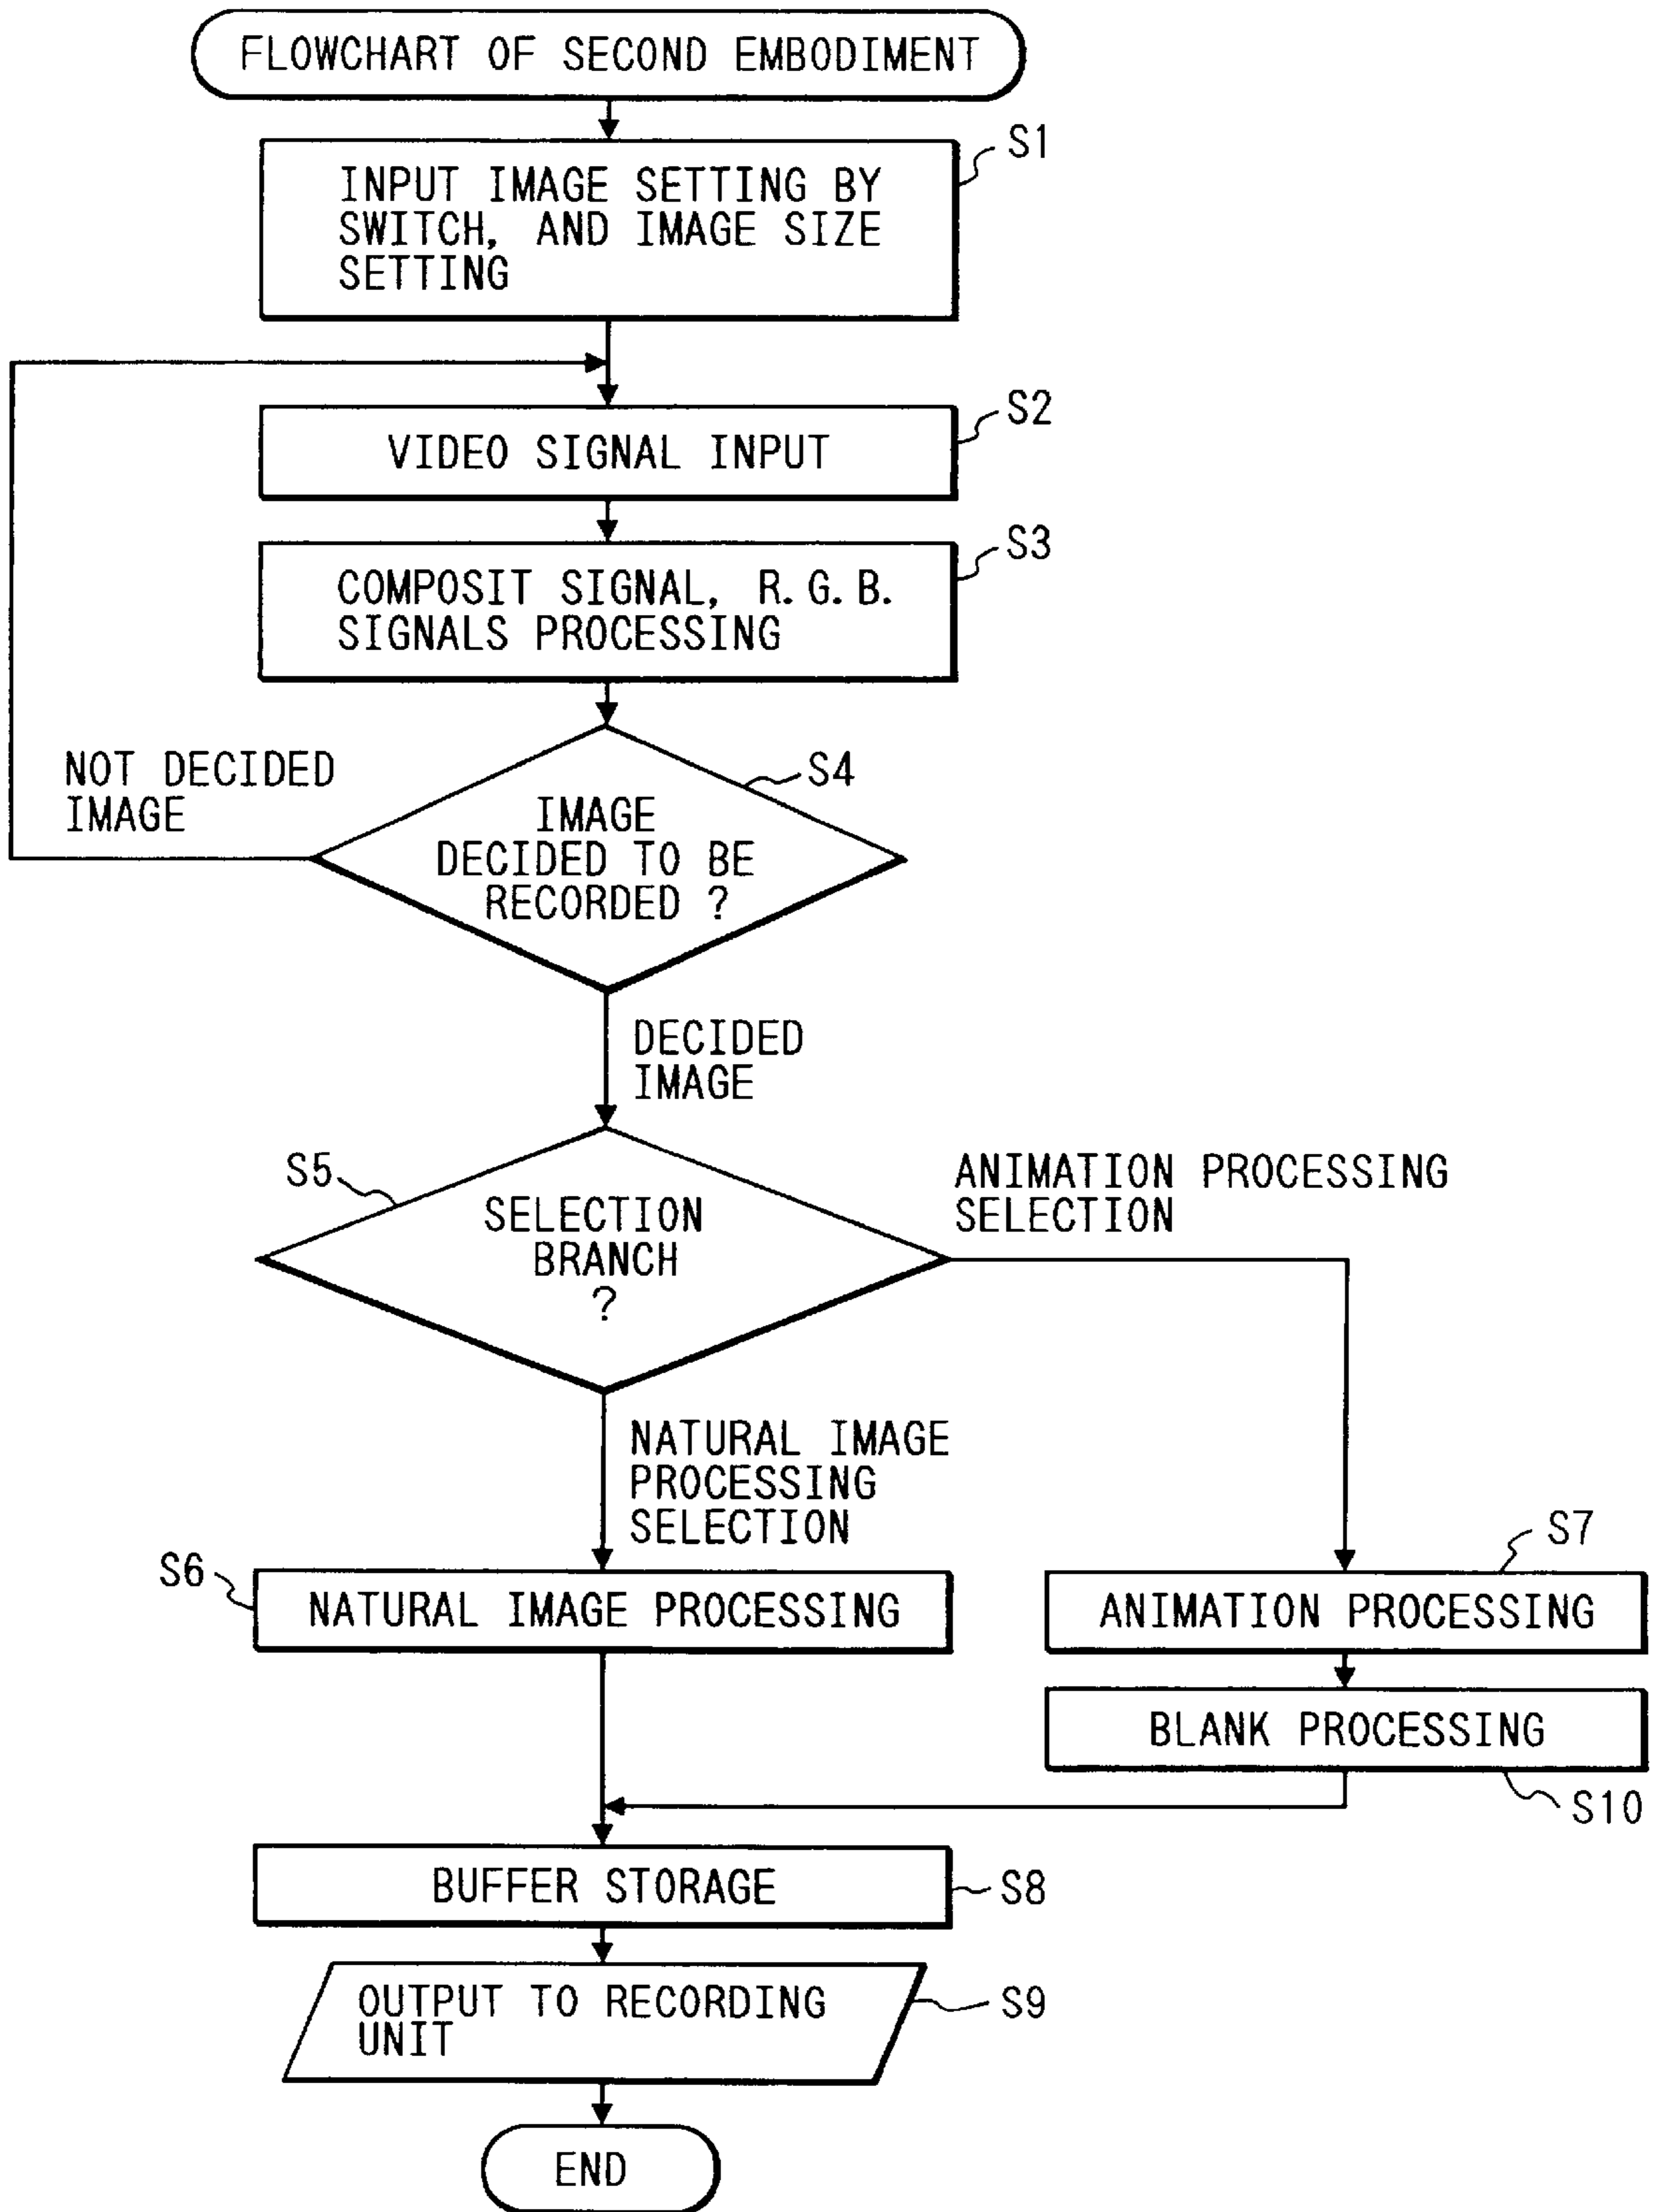 FLOWCHART OF SECOND EMBODIMENT
S1
INPUT IMAGE SETTING BY
SWITCH, AND IMAGE SIZE
SETTING
S2
VIDEO SIGNAL INPUT
S3
COMPOSIT SIGNAL, R.G.B.
SIGNALS PROCESSING
NOT DECIDED
IMAGE
S4
IMAGE
DECIDED TO BE
RECORDED ?
DECIDED
IMAGE
S5
SELECTION
BRANCH
?
ANIMATION PROCESSING
SELECTION
NATURAL IMAGE
PROCESSING
SELECTION
S6
NATURAL IMAGE PROCESSING
S7
ANIMATION PROCESSING
BLANK PROCESSING
S10
BUFFER STORAGE
S8
OUTPUT TO RECORDING
UNIT
S9
END